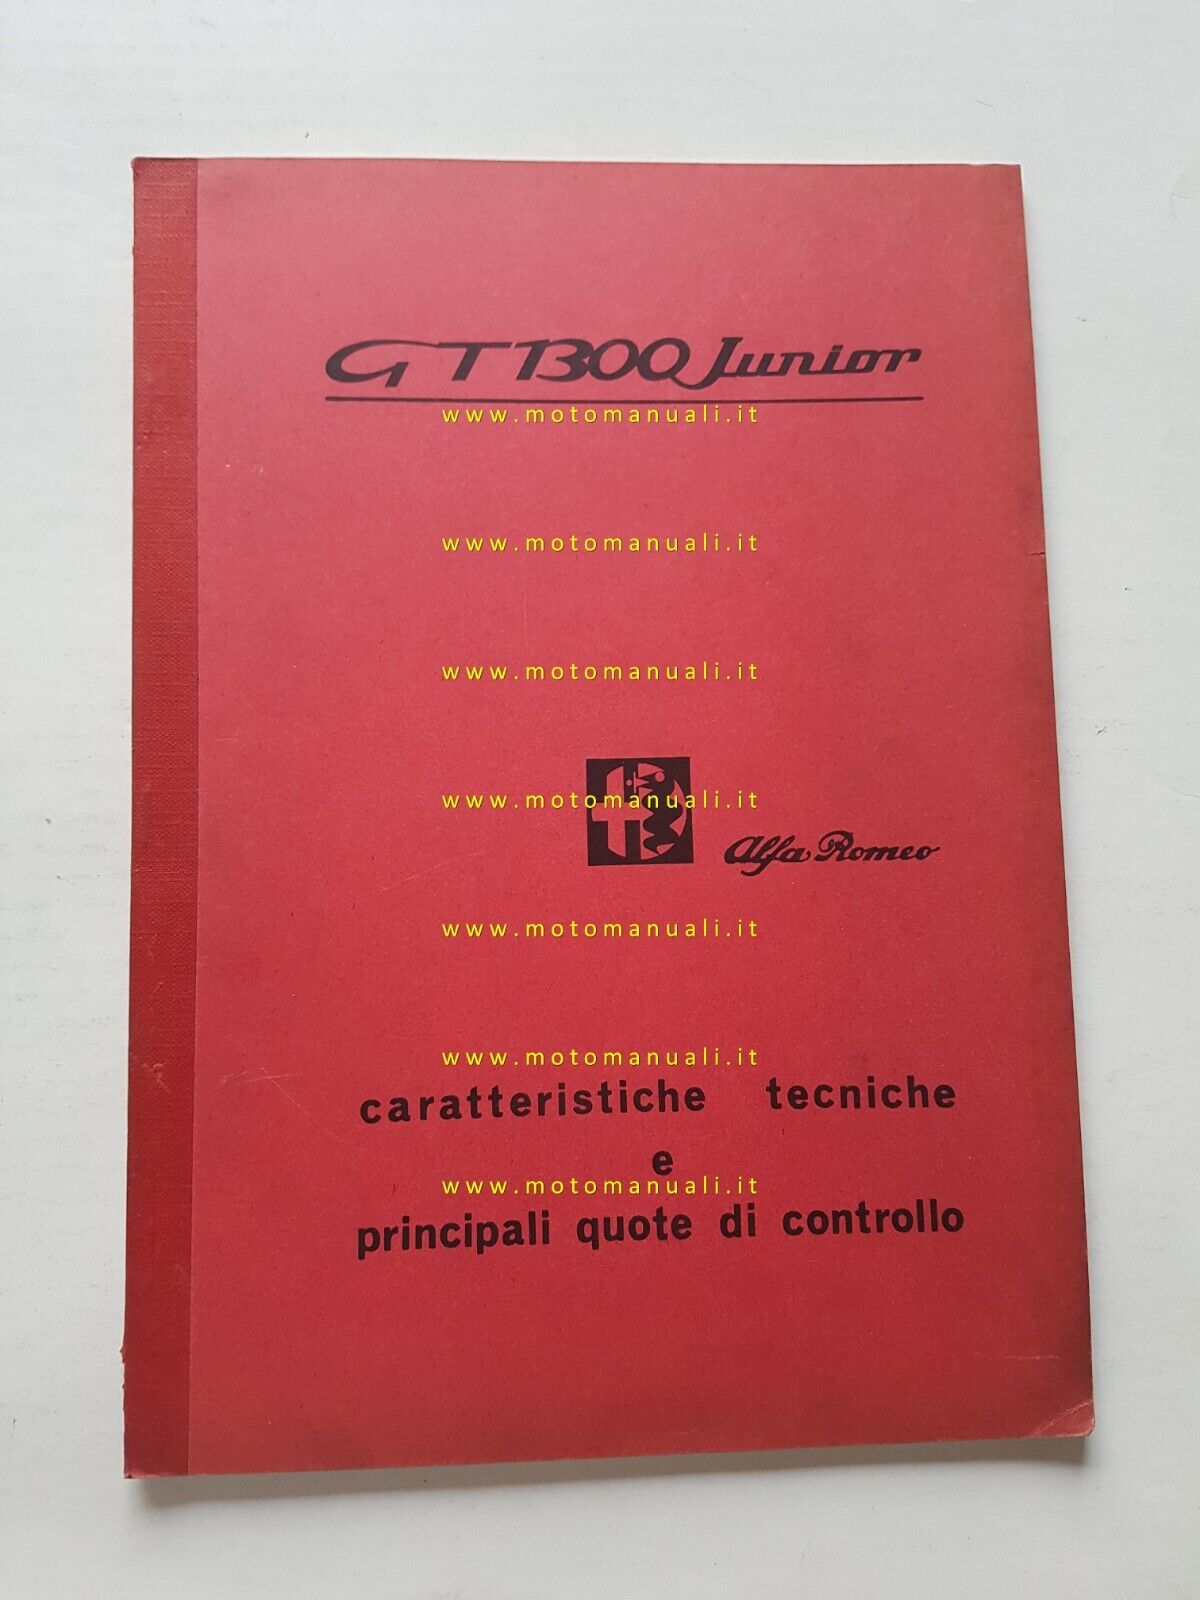 GT 1300 Junior
www.motomanuali.it
www.motomanuali.it
www.motomanuali.it
www.motomanuali.it
Alfa Romeo
www.motomanuali.it
www.motomanuali.it
caratteristiche tecniche
e
www.motomanuali.it
principali quote di controllo